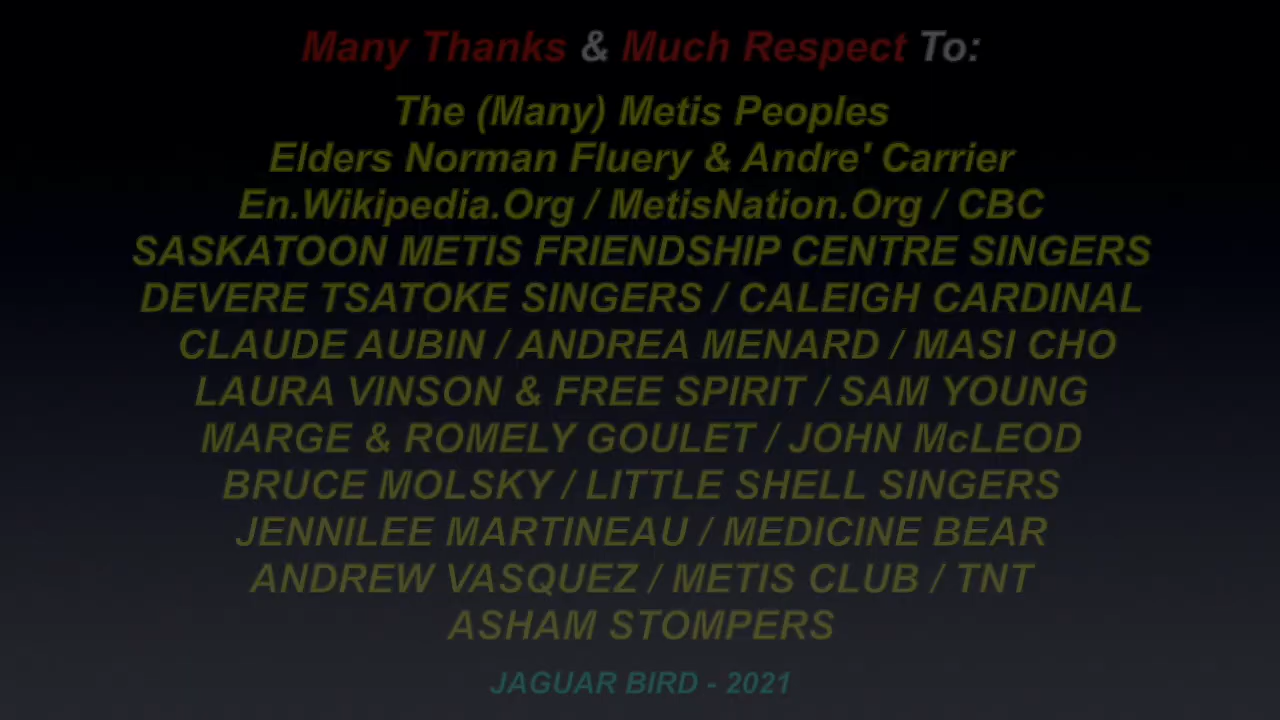 Many Thanks & Much Respect To:
The (Many) Metis Peoples
Elders Norman Fluery & Andre' Carrier
En.Wikipedia.Org / MetisNation.Org / CBC
SASKATOON METIS FRIENDSHIP CENTRE SINGERS
DEVERE TSATOKE SINGERS / CALEIGH CARDINAL
CLAUDE AUBIN / ANDREA MENARD / MASI CHO
LAURA VINSON & FREE SPIRIT / SAM YOUNG
MARGE & ROMELY GOULET / JOHN McLEOD
BRUCE MOLSKY / LITTLE SHELL SINGERS
JENNILEE MARTINEAU / MEDICINE BEAR
ANDREW VASQUEZ / METIS CLUB / TNT
ASHAM STOMPERS
JAGUAR BIRD - 2021